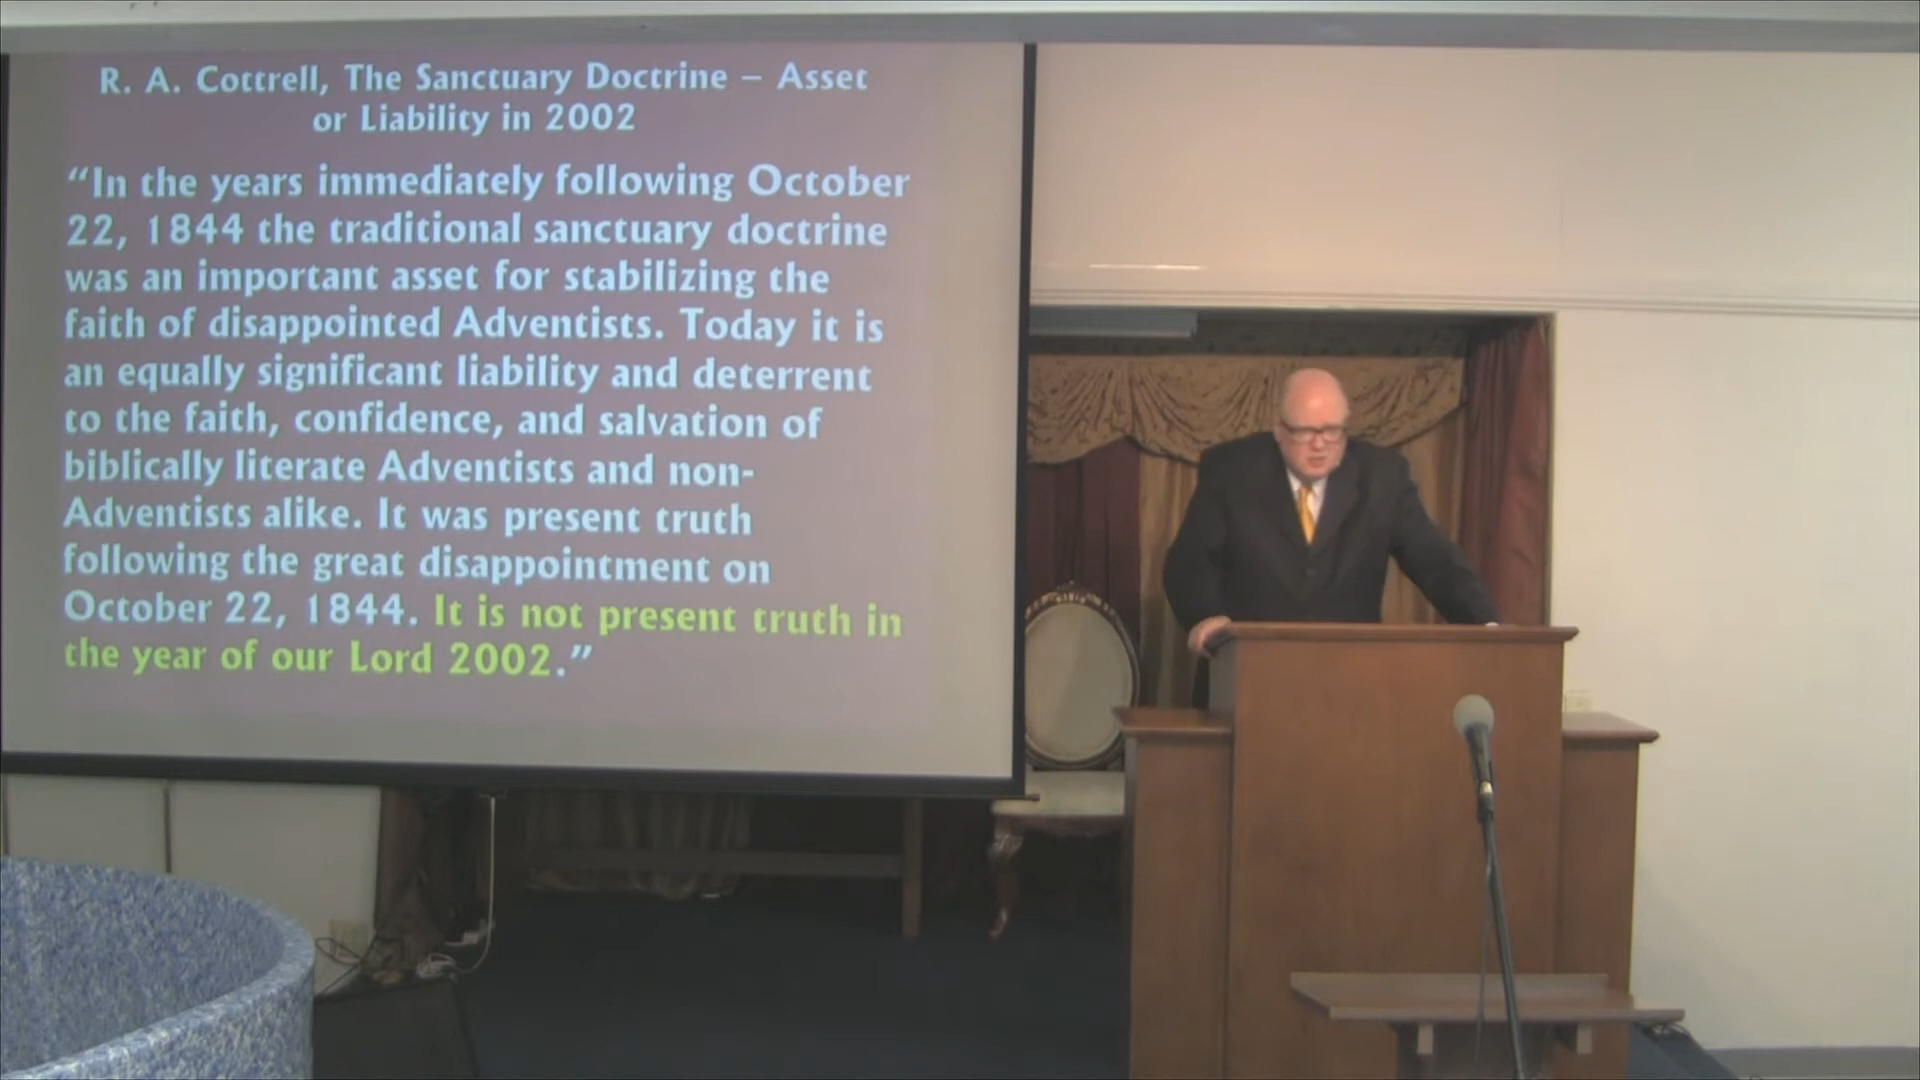 R. A. Cottrell, The Sanctuary Doctrine – Asset
or Liability in 2002
“In the years immediately following October
22, 1844 the traditional sanctuary doctrine
was an important asset for stabilizing the
faith of disappointed Adventists. Today it is
an equally significant liability and deterrent
to the faith, confidence, and salvation of
biblically literate Adventists and non-
Adventists alike. It was present truth
following the great disappointment on
October 22, 1844. It is not present truth in
the year of our Lord 2002.”